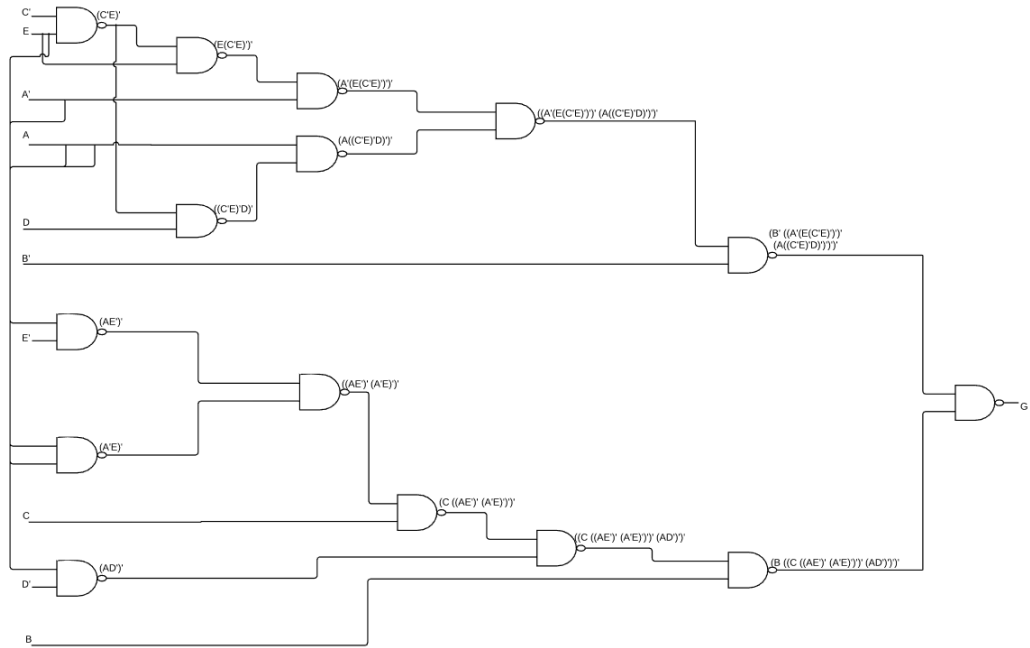 C'
(C'E)'
E
(E(C'E)')'
(A'(E(C'E)')')'
A'
((A'(E(C'E)')')' (A((C'E)'D)')')'
A
(A((C'E)'D)')'
((C'E)'D)'
D
(B' ((A'(E(C'E)')')'
(A((C'E)'D)')')')'
B'
(AE')'
E'
((AE')' (A'E)')'
G
(A'E)'
(C ((AE')' (A'E)')')'
C
((C ((AE')' (A'E)')')' (AD')')'
(B ((C ((AE')' (A'E)')')' (AD')')')'
(AD')'
D'
B